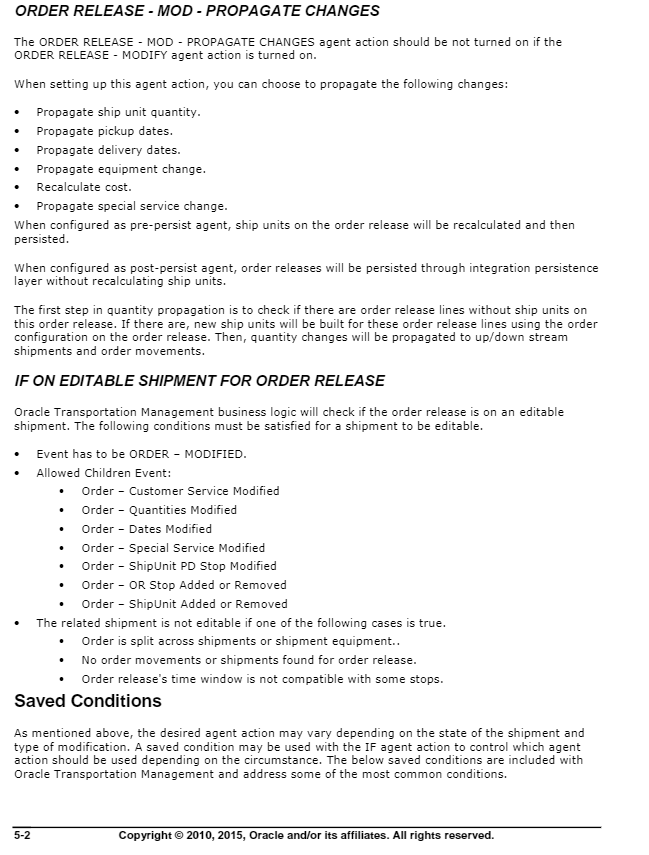 ORDER RELEASE - MOD - PROPAGATE CHANGES
The ORDER RELEASE - MOD - PROPAGATE CHANGES agent action should be not turned on if the
ORDER RELEASE - MODIFY agent action is turned on.
When setting up this agent action, you can choose to propagate the following changes:
• Propagate ship unit quantity.
• Propagate pickup dates.
• Propagate delivery dates.
• Propagate equipment change.
• Recalculate cost.
• Propagate special service change.
When configured as pre-persist agent, ship units on the order release will be recalculated and then
persisted.
When configured as post-persist agent, order releases will be persisted through integration persistence
layer without recalculating ship units.
The first step in quantity propagation is to check if there are order release lines without ship units on
this order release. If there are, new ship units will be built for these order release lines using the order
configuration on the order release. Then, quantity changes will be propagated to up/down stream
shipments and order movements.
IF ON EDITABLE SHIPMENT FOR ORDER RELEASE
Oracle Transportation Management business logic will check if the order release is on an editable
shipment. The following conditions must be satisfied for a shipment to be editable.
• Event has to be ORDER – MODIFIED.
• Allowed Children Event:
• Order – Customer Service Modified
• Order – Quantities Modified
• Order – Dates Modified
• Order – Special Service Modified
• Order – ShipUnit PD Stop Modified
• Order – OR Stop Added or Removed
• Order – ShipUnit Added or Removed
• The related shipment is not editable if one of the following cases is true.
• Order is split across shipments or shipment equipment..
• No order movements or shipments found for order release.
• Order release's time window is not compatible with some stops.
Saved Conditions
As mentioned above, the desired agent action may vary depending on the state of the shipment and
type of modification. A saved condition may be used with the IF agent action to control which agent
action should be used depending on the circumstance. The below saved conditions are included with
Oracle Transportation Management and address some of the most common conditions.
5-2 Copyright © 2010, 2015, Oracle and/or its affiliates. All rights reserved.